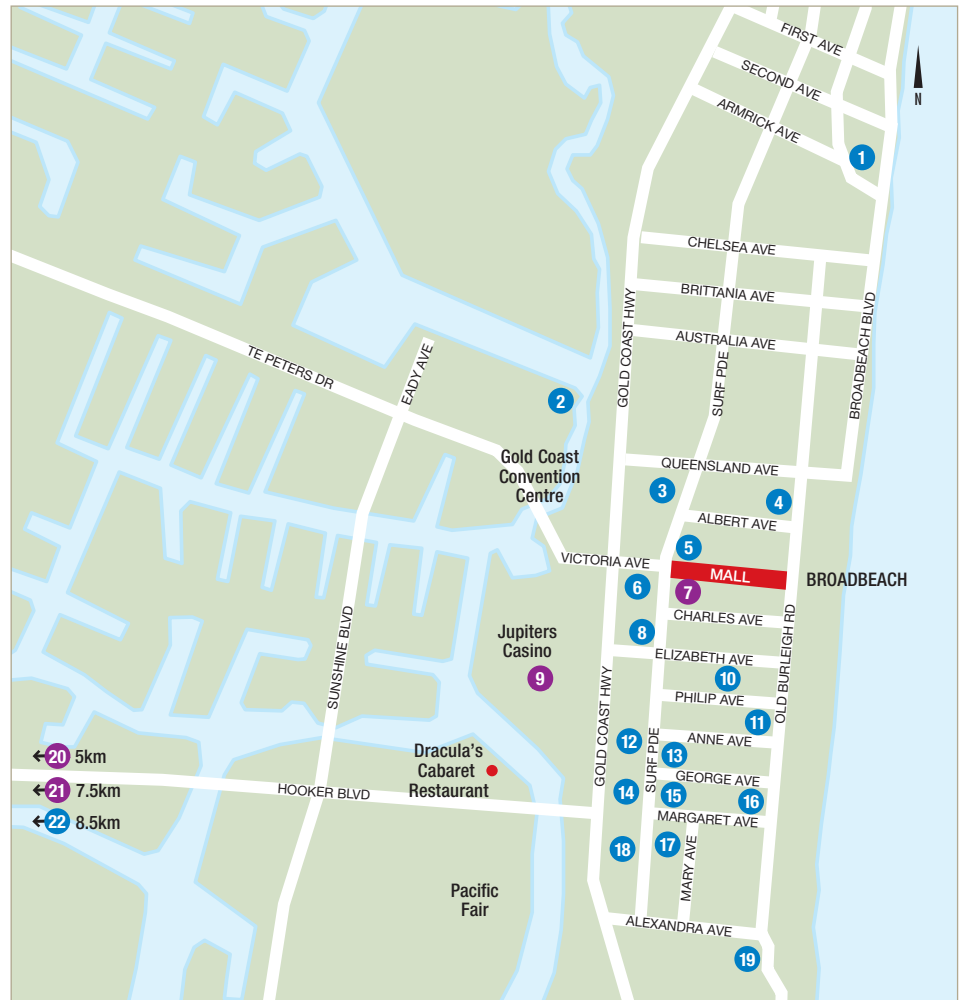 FIRST AVE
N
SECOND AVE
ARMRICK AVE
1
CHELSEA AVE
BRITTANIA AVE
GOLD COAST HWY
BROADBEACH BLVD
AUSTRALIA AVE
TE PETERS DR
EADY AVE
SURF PDE
2
Gold Coast
Convention
Centre
QUEENSLAND AVE
3
4
ALBERT AVE
5
VICTORIA AVE
MALL
BROADBEACH
6
7
CHARLES AVE
8
Jupiters
Casino
9
ELIZABETH AVE
OLD BURLEIGH RD
10
SUNSHINE BLVD
PHILIP AVE
GOLD COAST HWY
11
12
ANNE AVE
SURF PDE
13
20 5km
Dracula's
Cabaret
Restaurant
GEORGE AVE
21 7.5km
HOOKER BLVD
14
15
16
22 8.5km
MARGARET AVE
18
17
MARY AVE
Pacific
Fair
ALEXANDRA AVE
19